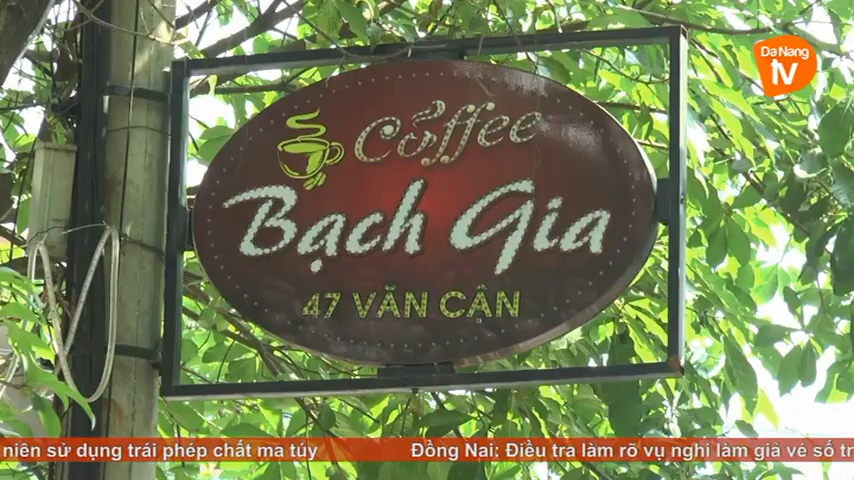 Da Nang
tv
Coffee
Bạch Gia
47 VĂN CẬN
niên sử dụng trái phép chất ma túy
Đồng Nai: Điều tra làm rõ vụ nghi làm giả vé số tr